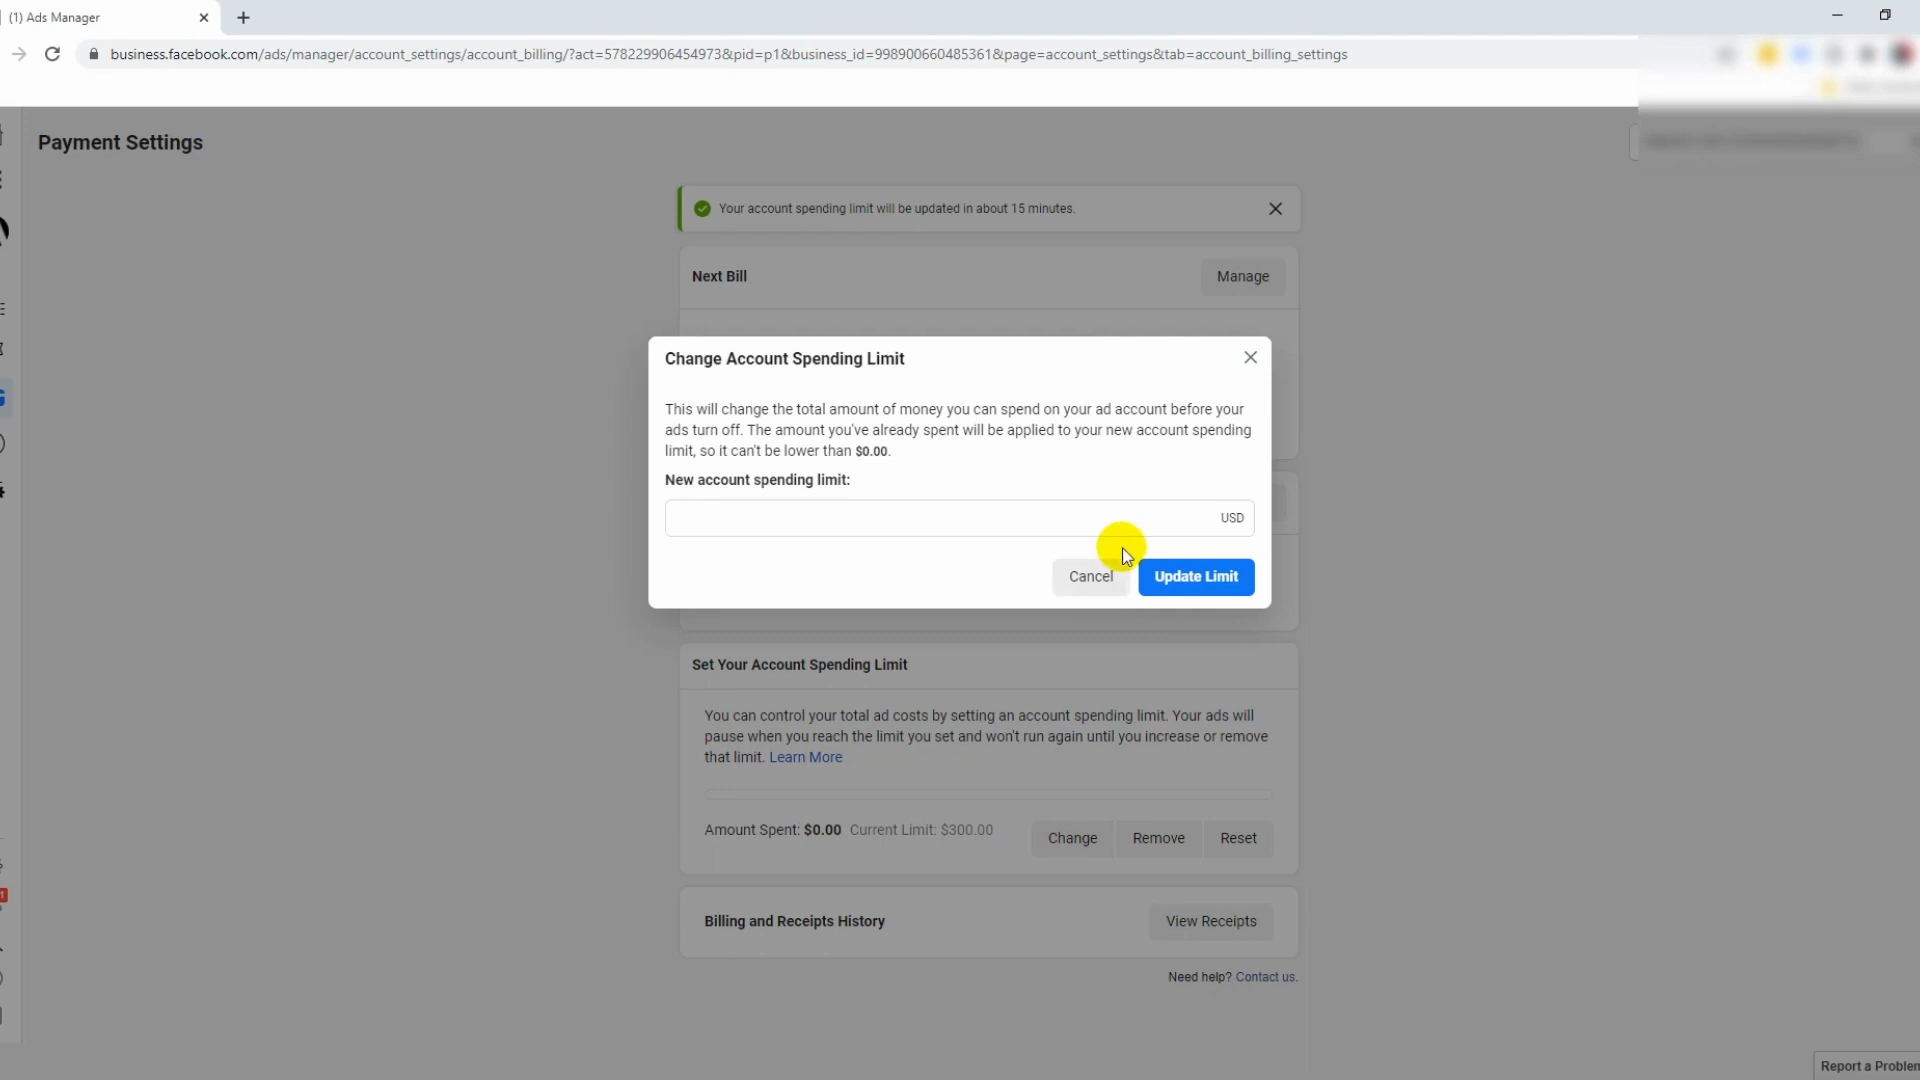 (1) Ads Manager
business.facebook.com/ads/manager/account_settings/account_billing/?act=578229906454973&pid=p1&business_id=998900660485361&page=account_settings&tab=account_billing_settings
Payment Settings
Your account spending limit will be updated in about 15 minutes.
Next Bill
Manage
Change Account Spending Limit
This will change the total amount of money you can spend on your ad account before your
ads turn off. The amount you've already spent will be applied to your new account spending
limit, so it can't be lower than $0.00.
New account spending limit:
USD
Cancel
Update Limit
Set Your Account Spending Limit
You can control your total ad costs by setting an account spending limit. Your ads will
pause when you reach the limit you set and won't run again until you increase or remove
that limit. Learn More
Amount Spent: $0.00 Current Limit: $300.00
Change
Remove
Reset
Billing and Receipts History
View Receipts
Need help? Contact us.
Report a Problem